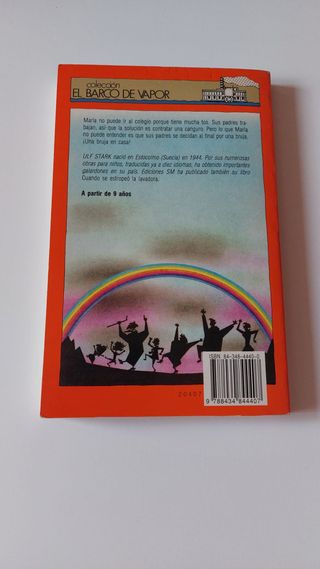 colección
EL BARCO DE VAPOR
María no puede ir al colegio porque tiene mucha tos. Sus padres tra-
bajan, así que la solución es contratar una canguro. Pero lo que María
no puede entender es que sus padres se decidan al final por una bruja.
¡Una bruja en casa!
ULF STARK nació en Estocolmo (Suecia) en 1944. Por sus numerosas
obras para niños, traducidas ya a diez idiomas, ha obtenido importantes
galardones en su país. Ediciones SM ha publicado también su libro
Cuando se estropeó la lavadora.
A partir de 9 años
ISBN 84-348-4440-0
9 788434 844407
20407